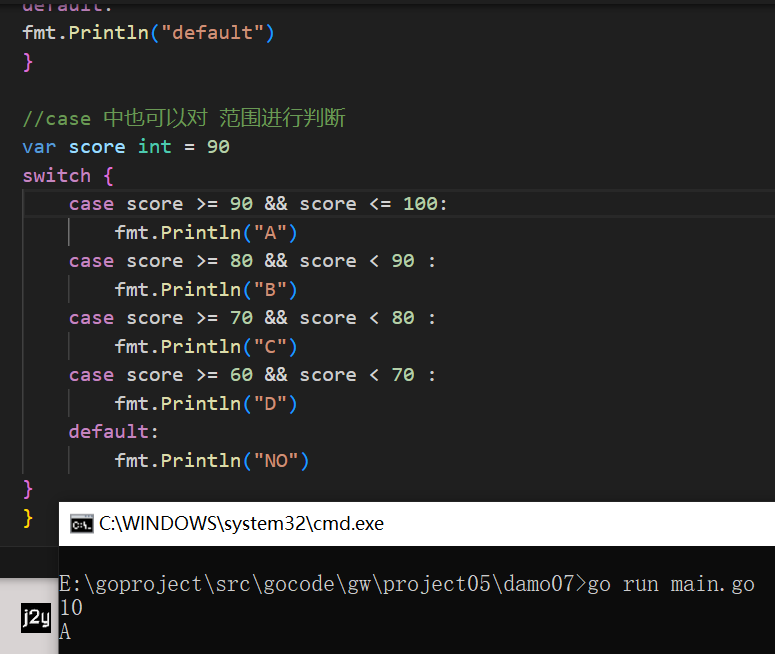 default:
fmt.Println("default")
}
//case 中也可以对 范围进行判断
var score int = 90
switch {
case score >= 90 && score <= 100:
fmt.Println("A")
case score >= 80 && score < 90 :
fmt.Println("B")
case score >= 70 && score < 80 :
fmt.Println("C")
case score >= 60 && score < 70 :
fmt.Println("D")
default:
fmt.Println("NO")
}
}
C:\WINDOWS\system32\cmd.exe
E:\goproject\src\gocode\gw\project05\damo07>go run main.go
10
A
j2y